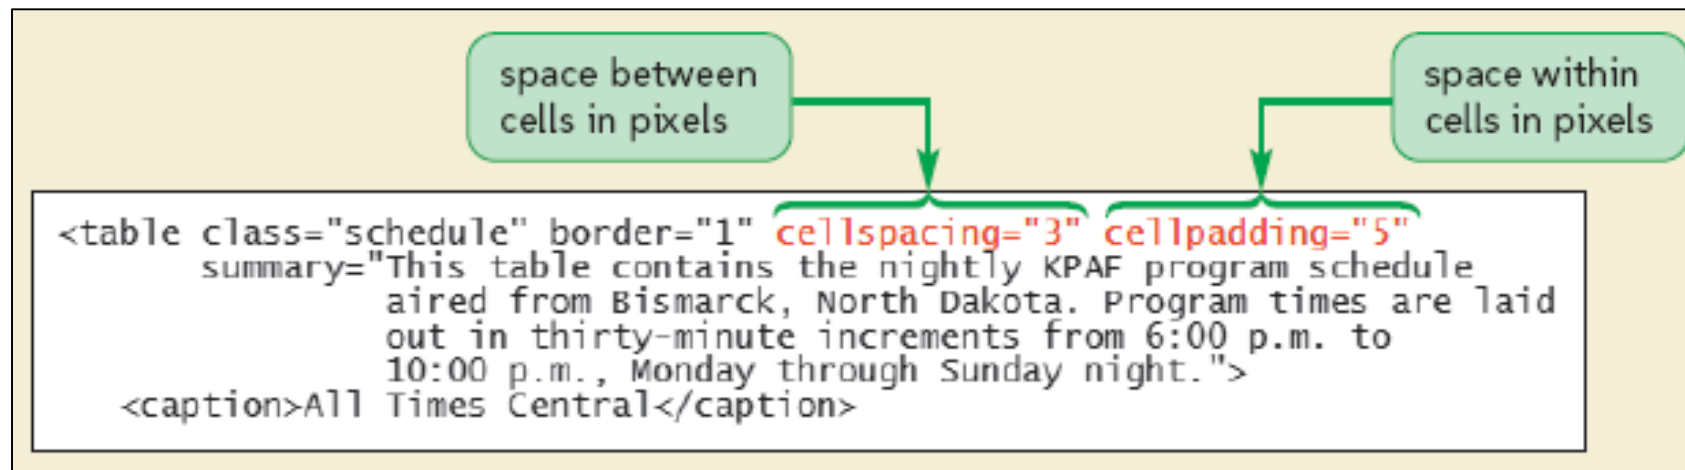 space between
cells in pixels
space within
cells in pixels
<table class="schedule" border="1" cellspacing="3" cellpadding="5"
summary="This table contains the nightly KPAF program schedule
aired from Bismarck, North Dakota. Program times are laid
out in thirty-minute increments from 6:00 p.m. to
10:00 p.m., Monday through Sunday night.">
<caption>All Times Central</caption>